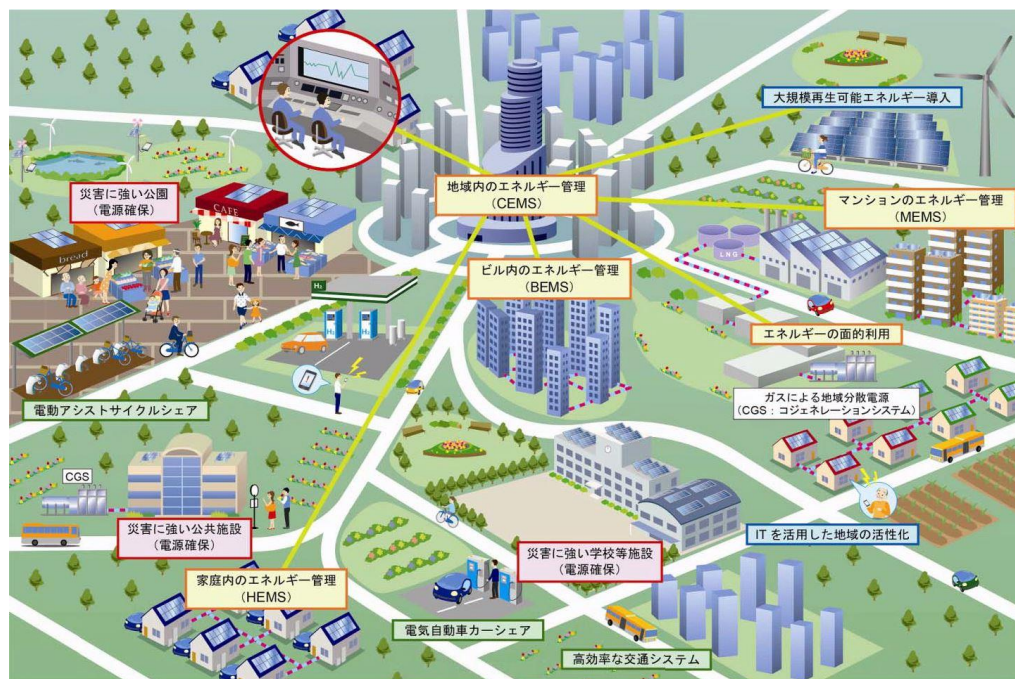 大規模再生可能エネルギー導入
地域内のエネルギー管理
(CEMS)
災害に強い公園
(電源確保)
マンションのエネルギー管理
(MEMS)
CAFE
bread
LNG
ビル内のエネルギー管理
(BEMS)
H₂
H₂
H₂
エネルギーの面的利用
ガスによる地域分散電源
(CGS:コジェネレーションシステム)
電動アシストサイクルシェア
CGS
災害に強い公共施設
(電源確保)
ITを活用した地域の活性化
災害に強い学校等施設
(電源確保)
家庭内のエネルギー管理
(HEMS)
電気自動車カーシェア
高効率な交通システム